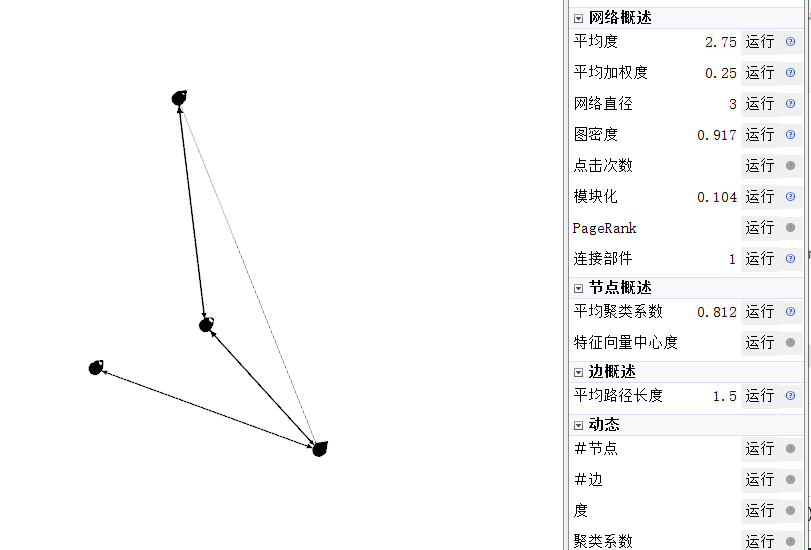 网络概述
平均度 2.75 运行
平均加权度 0.25 运行
网络直径 3 运行
图密度 0.917 运行
点击次数 运行
模块化 0.104 运行
PageRank 运行
连接部件 1 运行
节点概述
平均聚类系数 0.812 运行
特征向量中心度 运行
边概述
平均路径长度 1.5 运行
动态
#节点 运行
#边 运行
度 运行
聚类系数 运行